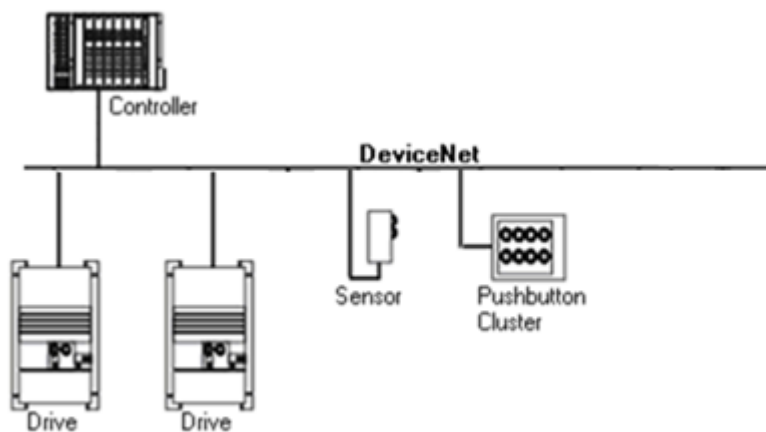 Controller
DeviceNet
Sensor
Pushbutton
Cluster
Drive
Drive